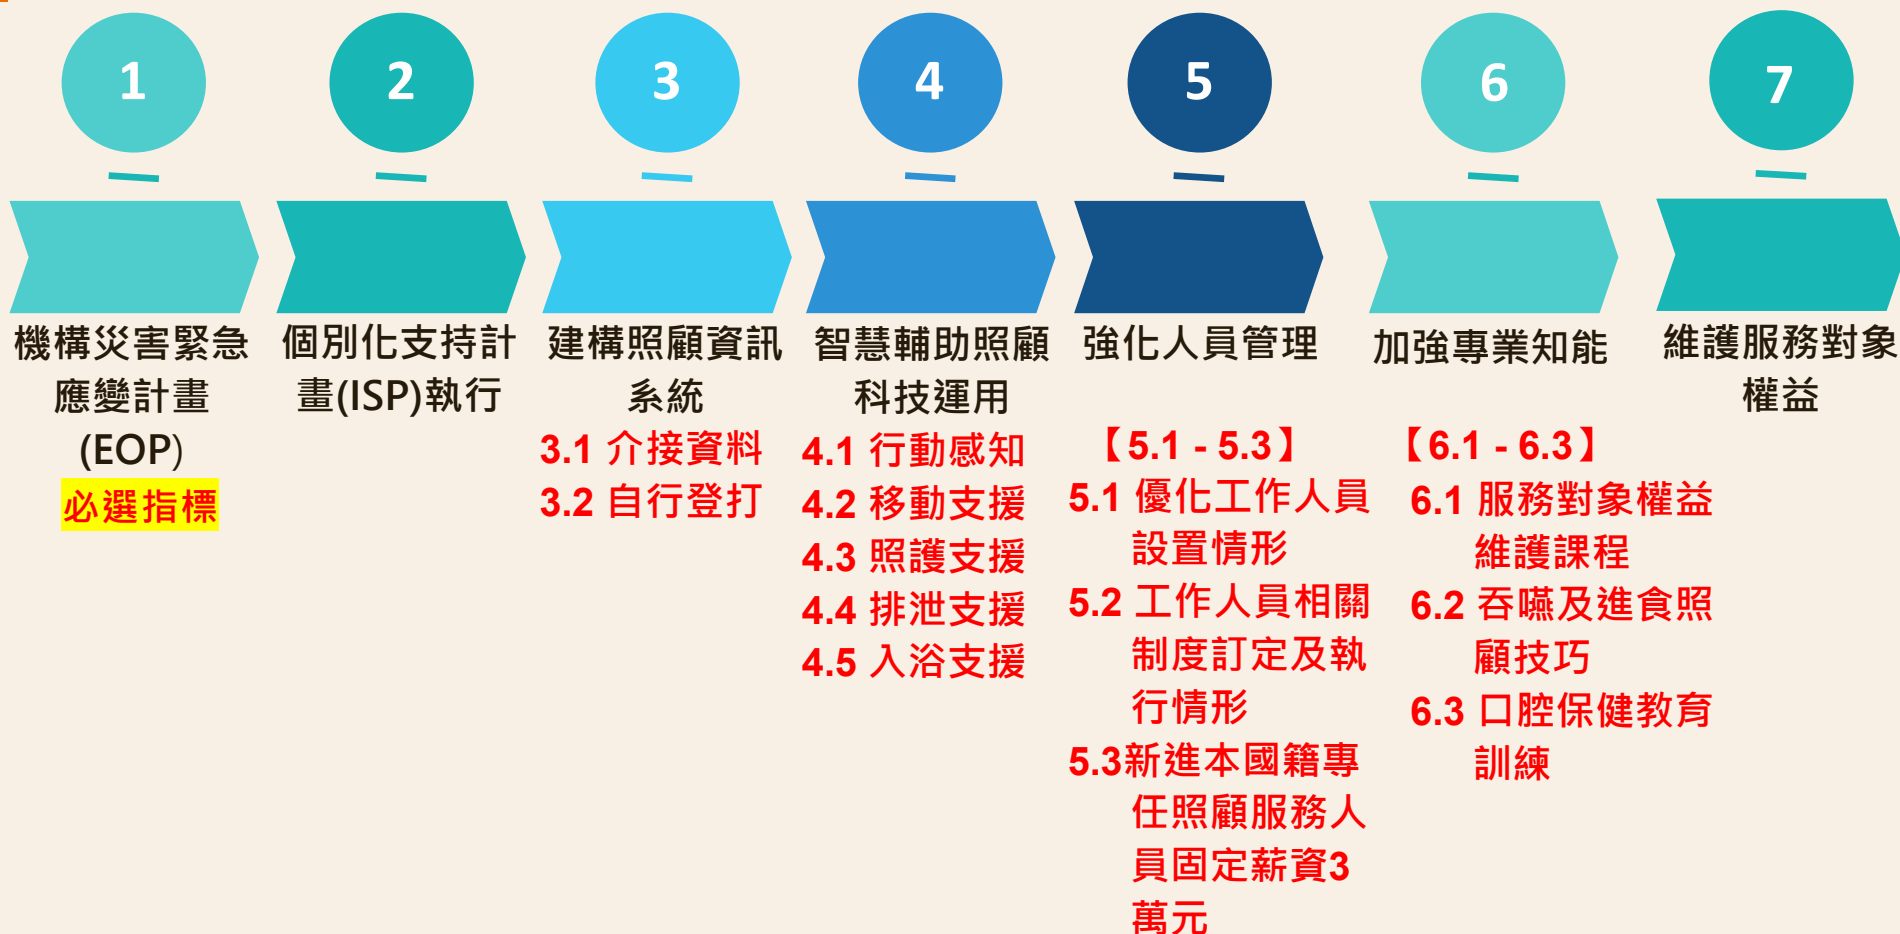 1
機構災害緊急
應變計畫
(EOP)
必選指標
2
個別化支持計
畫(ISP)執行
3
建構照顧資訊
系統
3.1 介接資料
3.2 自行登打
4
智慧輔助照顧
科技運用
4.1 行動感知
4.2 移動支援
4.3 照護支援
4.4 排泄支援
4.5 入浴支援
5
強化人員管理
【5.1 - 5.3】
5.1 優化工作人員
設置情形
5.2 工作人員相關
制度訂定及執
行情形
5.3新進本國籍專
任照顧服務人
員固定薪資3
萬元
6
加強專業知能
【6.1 - 6.3】
6.1 服務對象權益
維護課程
6.2 吞嚥及進食照
顧技巧
6.3 口腔保健教育
訓練
7
維護服務對象
權益